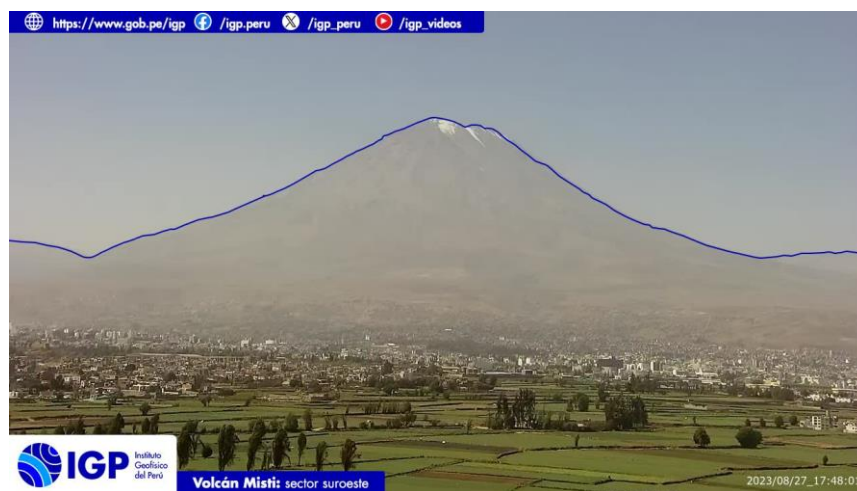 https://www.gob.pe/igp /igp.peru /igp_peru /igp_videos
IGP Instituto
Geofísico
del Perú
Volcán Misti: sector suroeste
2023/08/27_17:48:01